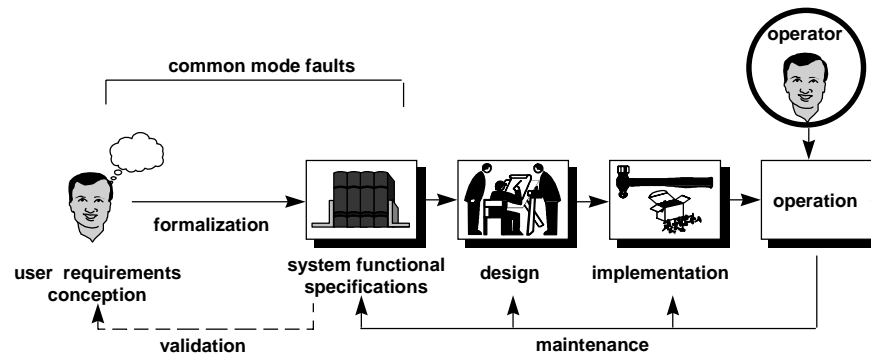 operator
common mode faults
formalization
operation
user requirements
conception
system functional
specifications
design
implementation
validation
maintenance